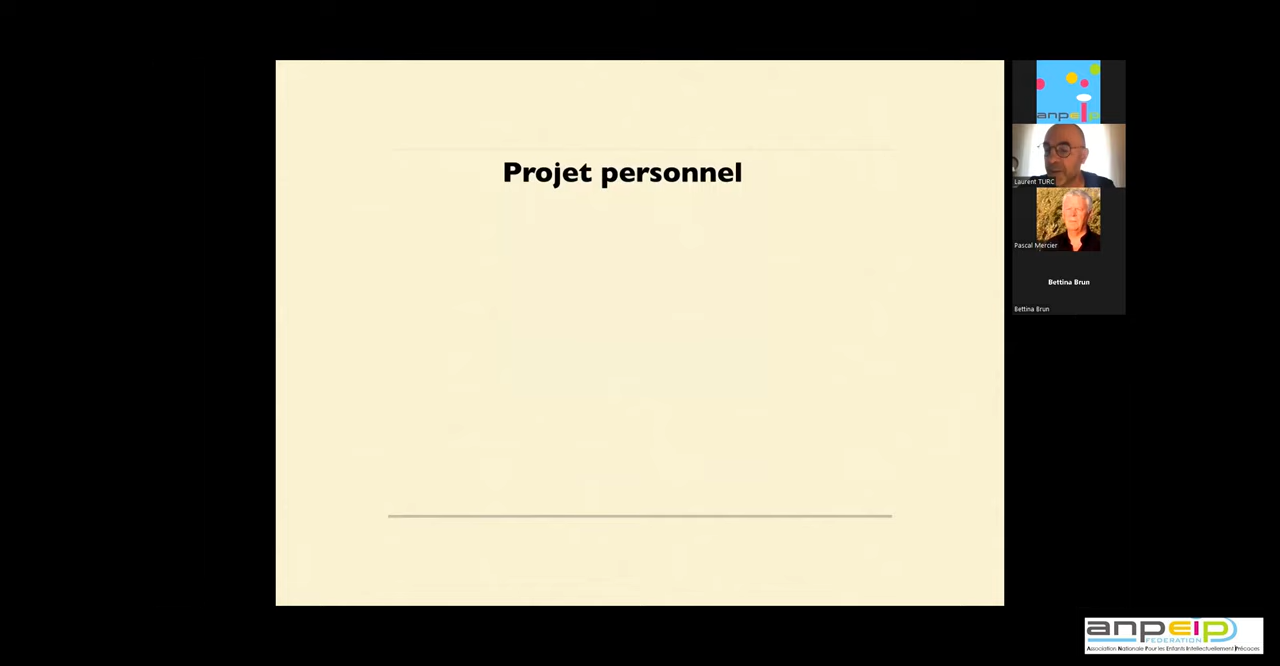 Projet personnel
anpeip
Laurent TURC
Pascal Mercier
Bettina Brun
Bettina Brun
anpeip
FEDERATION
Association Nationale Pour les Enfants Intellectuellement Précoces